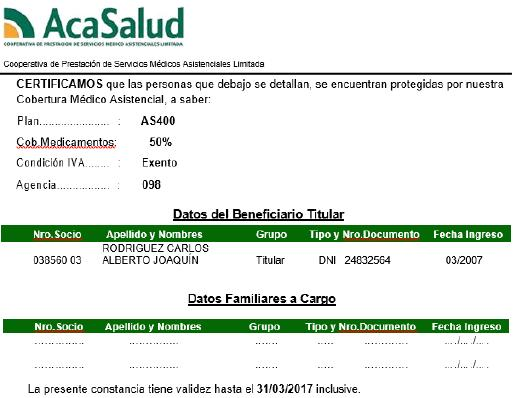 AcaSalud
COOPERATIVA DE PRESTACIÓN DE SERVICIOS MÉDICO ASISTENCIALES LIMITADA
Cooperativa de Prestación de Servicios Médicos Asistenciales Limitada
CERTIFICAMOS que las personas que debajo se detallan, se encuentran protegidas por nuestra
Cobertura Médico Asistencial, a saber:
Plan....................... : AS400
Cob.Medicamentos: 50%
Condición IVA........ : Exento
Agencia................. : 098
Datos del Beneficiario Titular
Nro.Socio Apellido y Nombres Grupo Tipo y Nro.Documento Fecha Ingreso
RODRIGUEZ CARLOS
038560 03 ALBERTO JOAQUÍN Titular DNI 24832564 03/2007
Datos Familiares a Cargo
Nro.Socio Apellido y Nombres Grupo Tipo y Nro.Documento Fecha Ingreso
............... ............... ....... ..... ............. ..../..../....
............... ............... ....... ..... ............. ..../..../....
La presente constancia tiene validez hasta el 31/03/2017 inclusive.